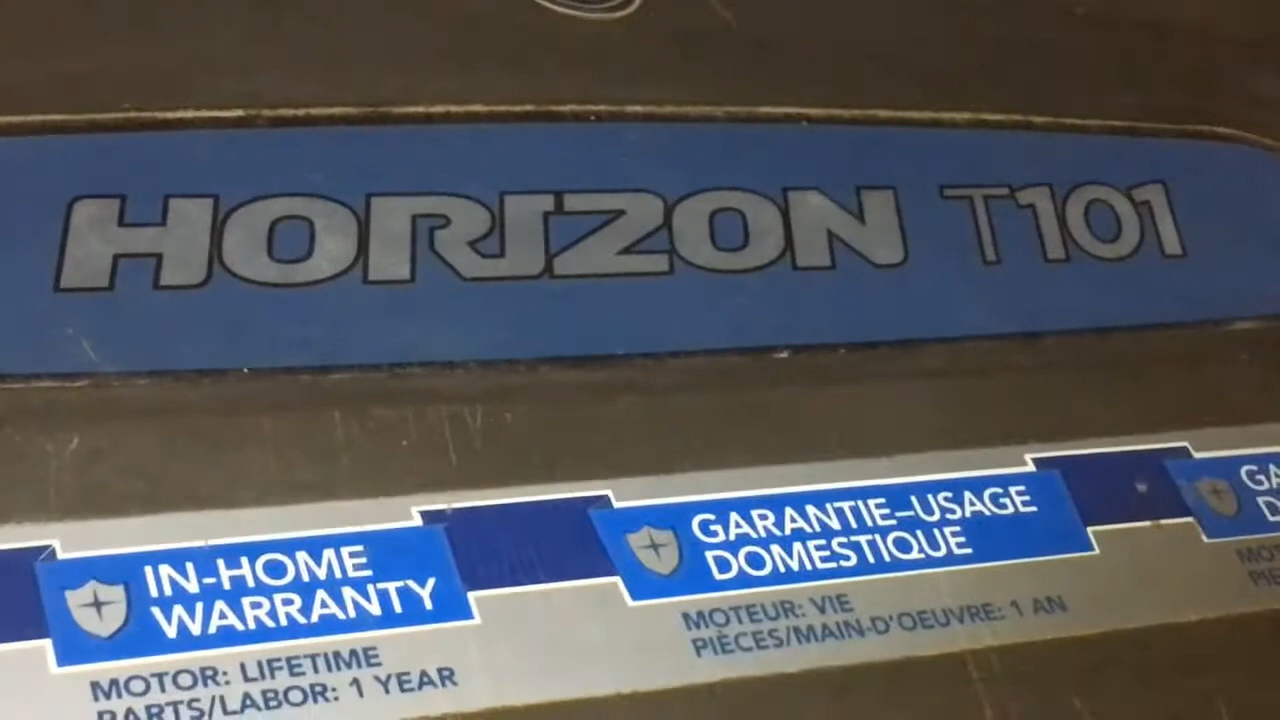 HORIZON T101
IN-HOME
WARRANTY
MOTOR: LIFETIME
PARTS/LABOR: 1 YEAR
GARANTIE–USAGE
DOMESTIQUE
MOTEUR: VIE
PIÈCES/MAIN-D'OEUVRE: 1 AN